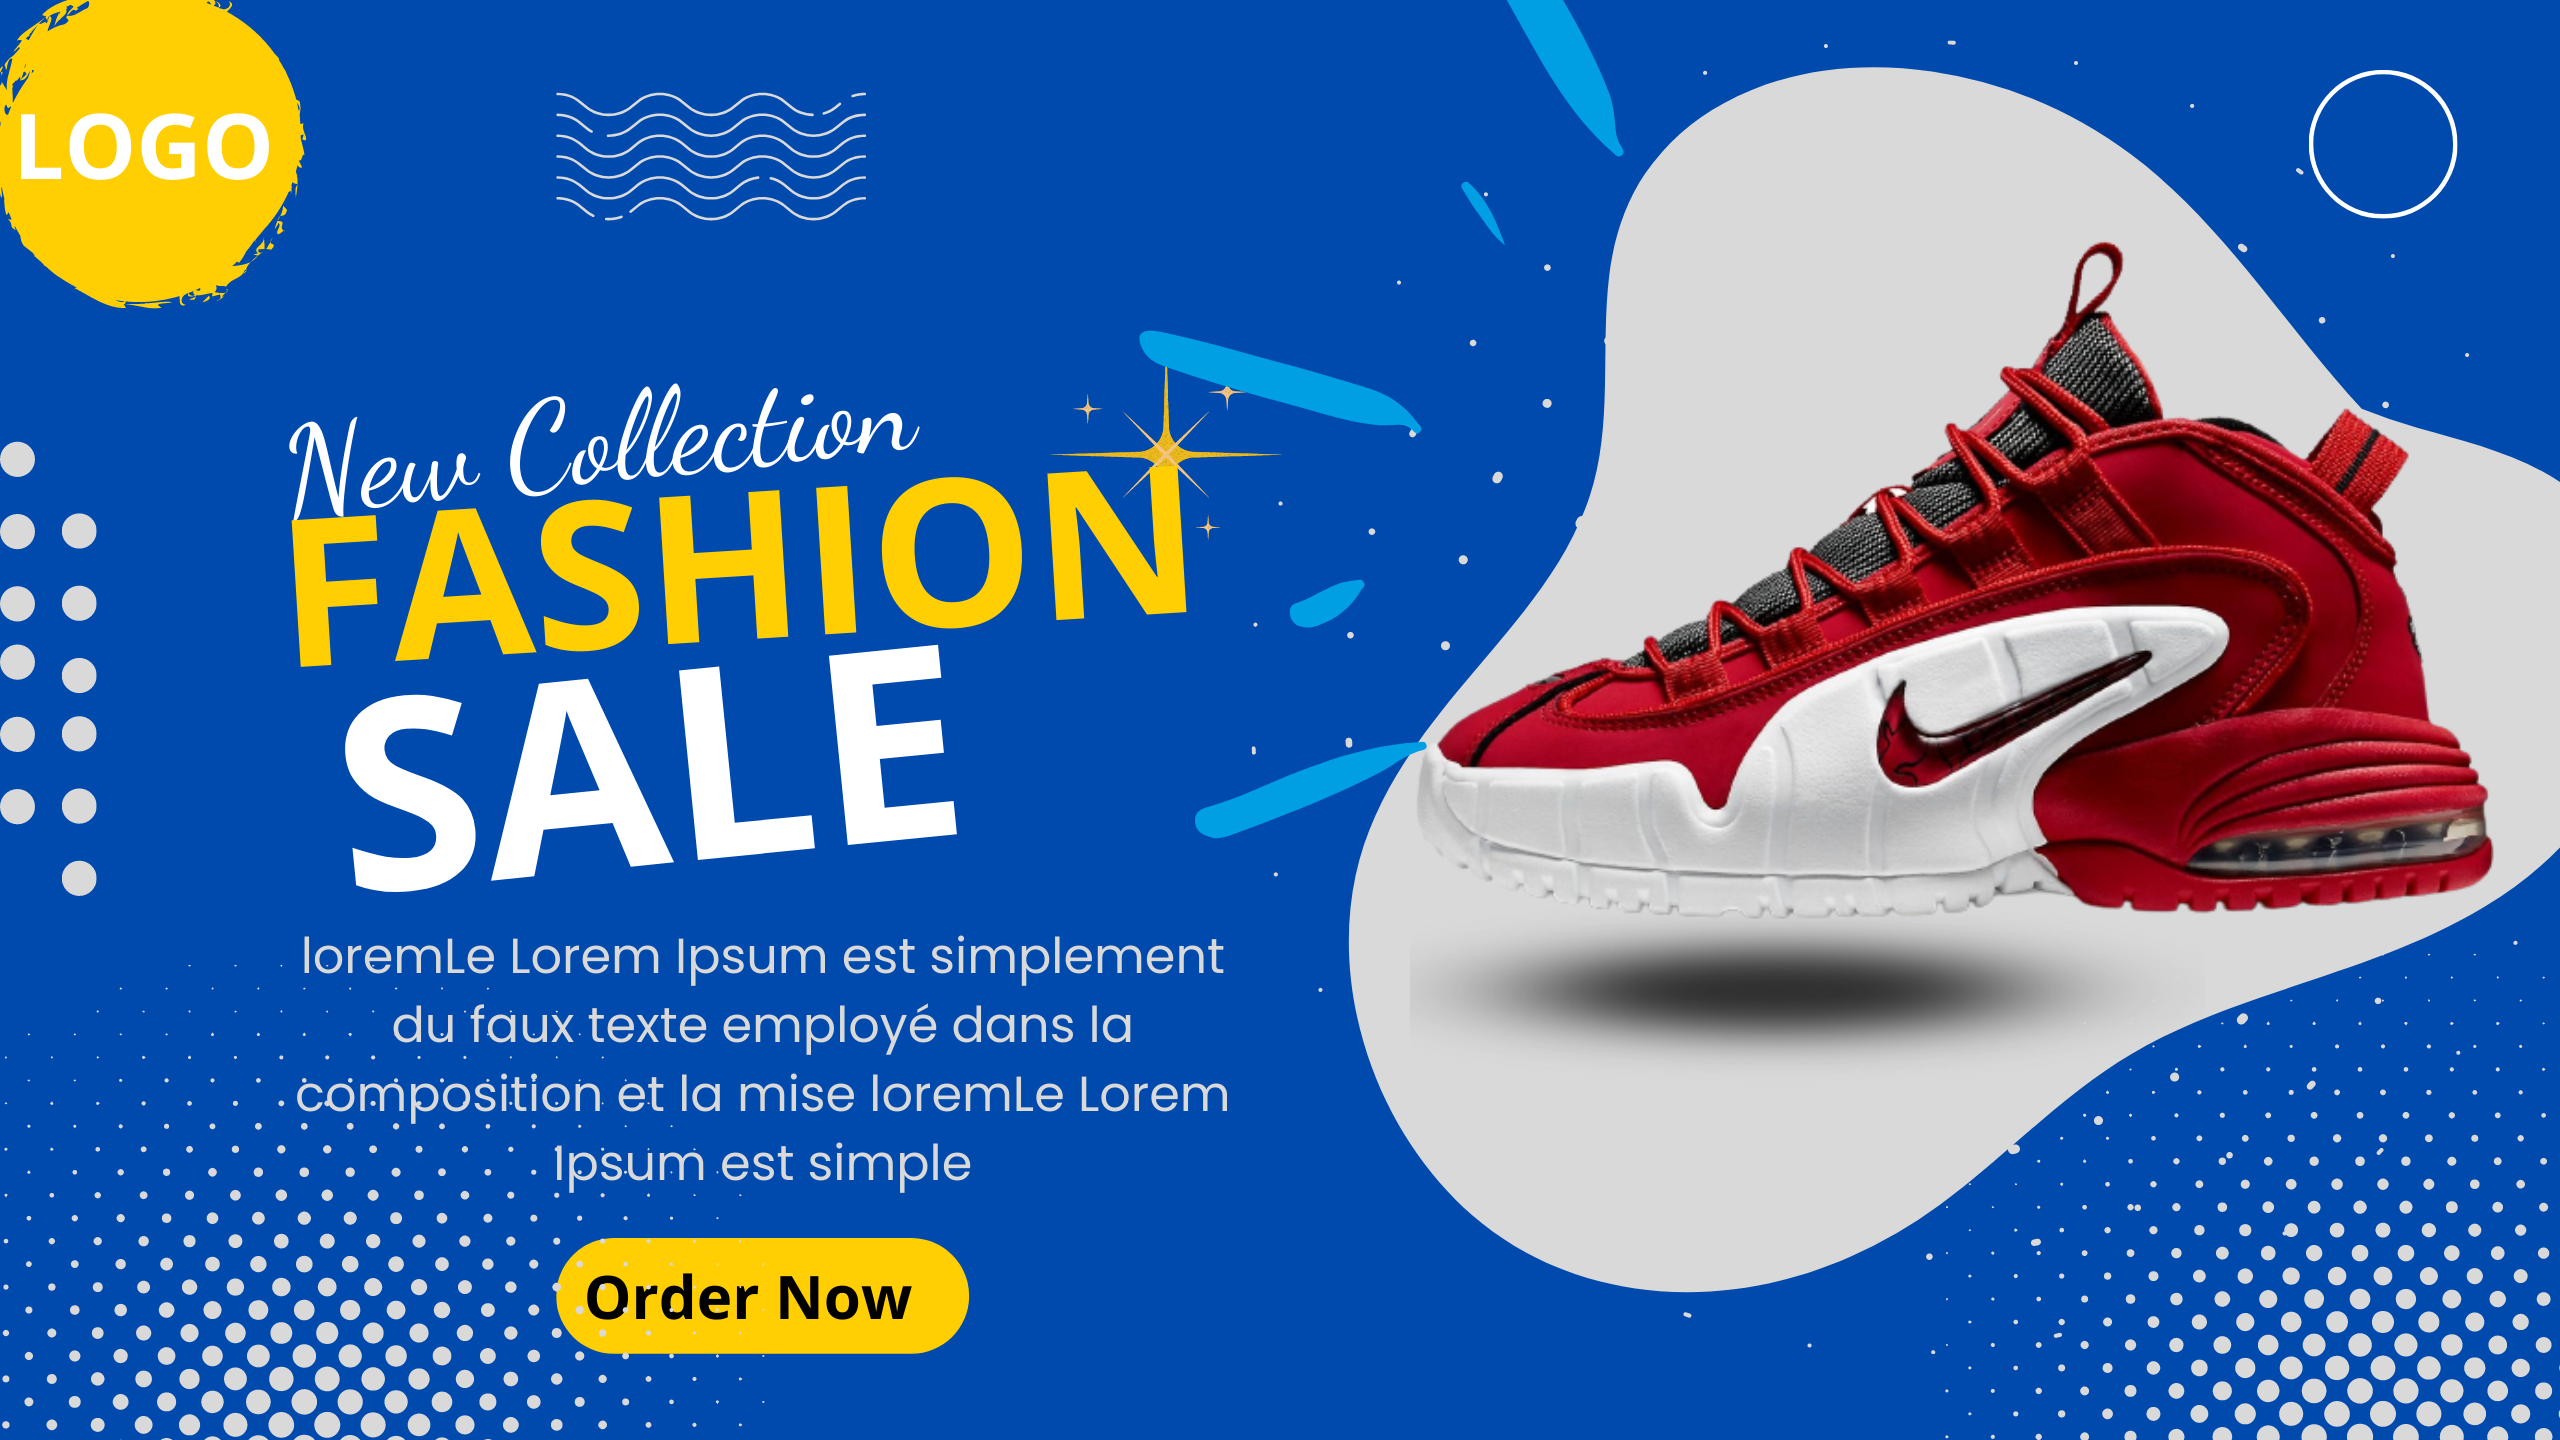 LOGO
New Collection
FASHION
SALE
loremLe Lorem Ipsum est simplement
du faux texte employé dans la
composition et la mise loremLe Lorem
Ipsum est simple
Order Now